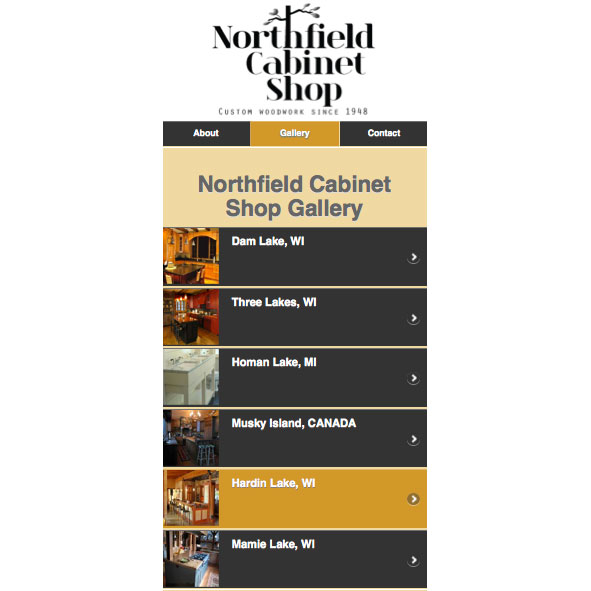 Northfield
Cabinet
Shop
Custom woodwork since 1948
About Gallery Contact
Northfield Cabinet
Shop Gallery
Dam Lake, WI
Three Lakes, WI
Homan Lake, MI
Musky Island, CANADA
Hardin Lake, WI
Mamie Lake, WI